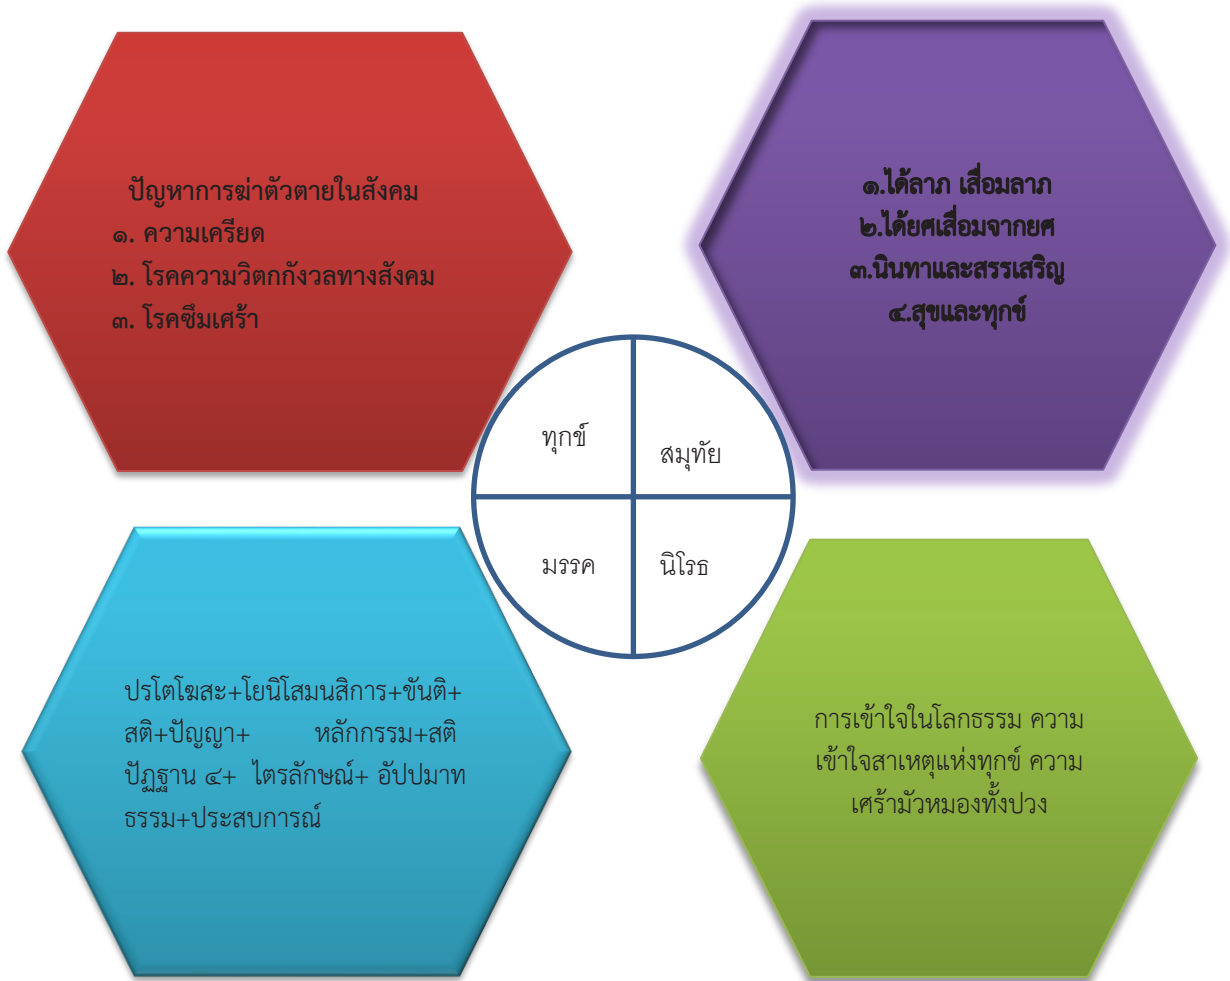 ปัญหาการฆ่าตัวตายในสังคม
๑. ความเครียด
๒. โรคความวิตกกังวลทางสังคม
๓. โรคซึมเศร้า
๑.ได้ลาภ เสื่อมลาภ
๒.ได้ยศเสื่อมจากยศ
๓.นินทาและสรรเสริญ
๔.สุขและทุกข์
ทุกข์
สมุทัย
มรรค
นิโรธ
ปรโตโฆสะ+โยนิโสมนสิการ+ขันติ+
สติ+ปัญญา+ หลักกรรม+สติ
ปัฏฐาน ๔+ ไตรลักษณ์+ อัปปมาท
ธรรม+ประสบการณ์
การเข้าใจในโลกธรรม ความ
เข้าใจสาเหตุแห่งทุกข์ ความ
เศร้ามัวหมองทั้งปวง